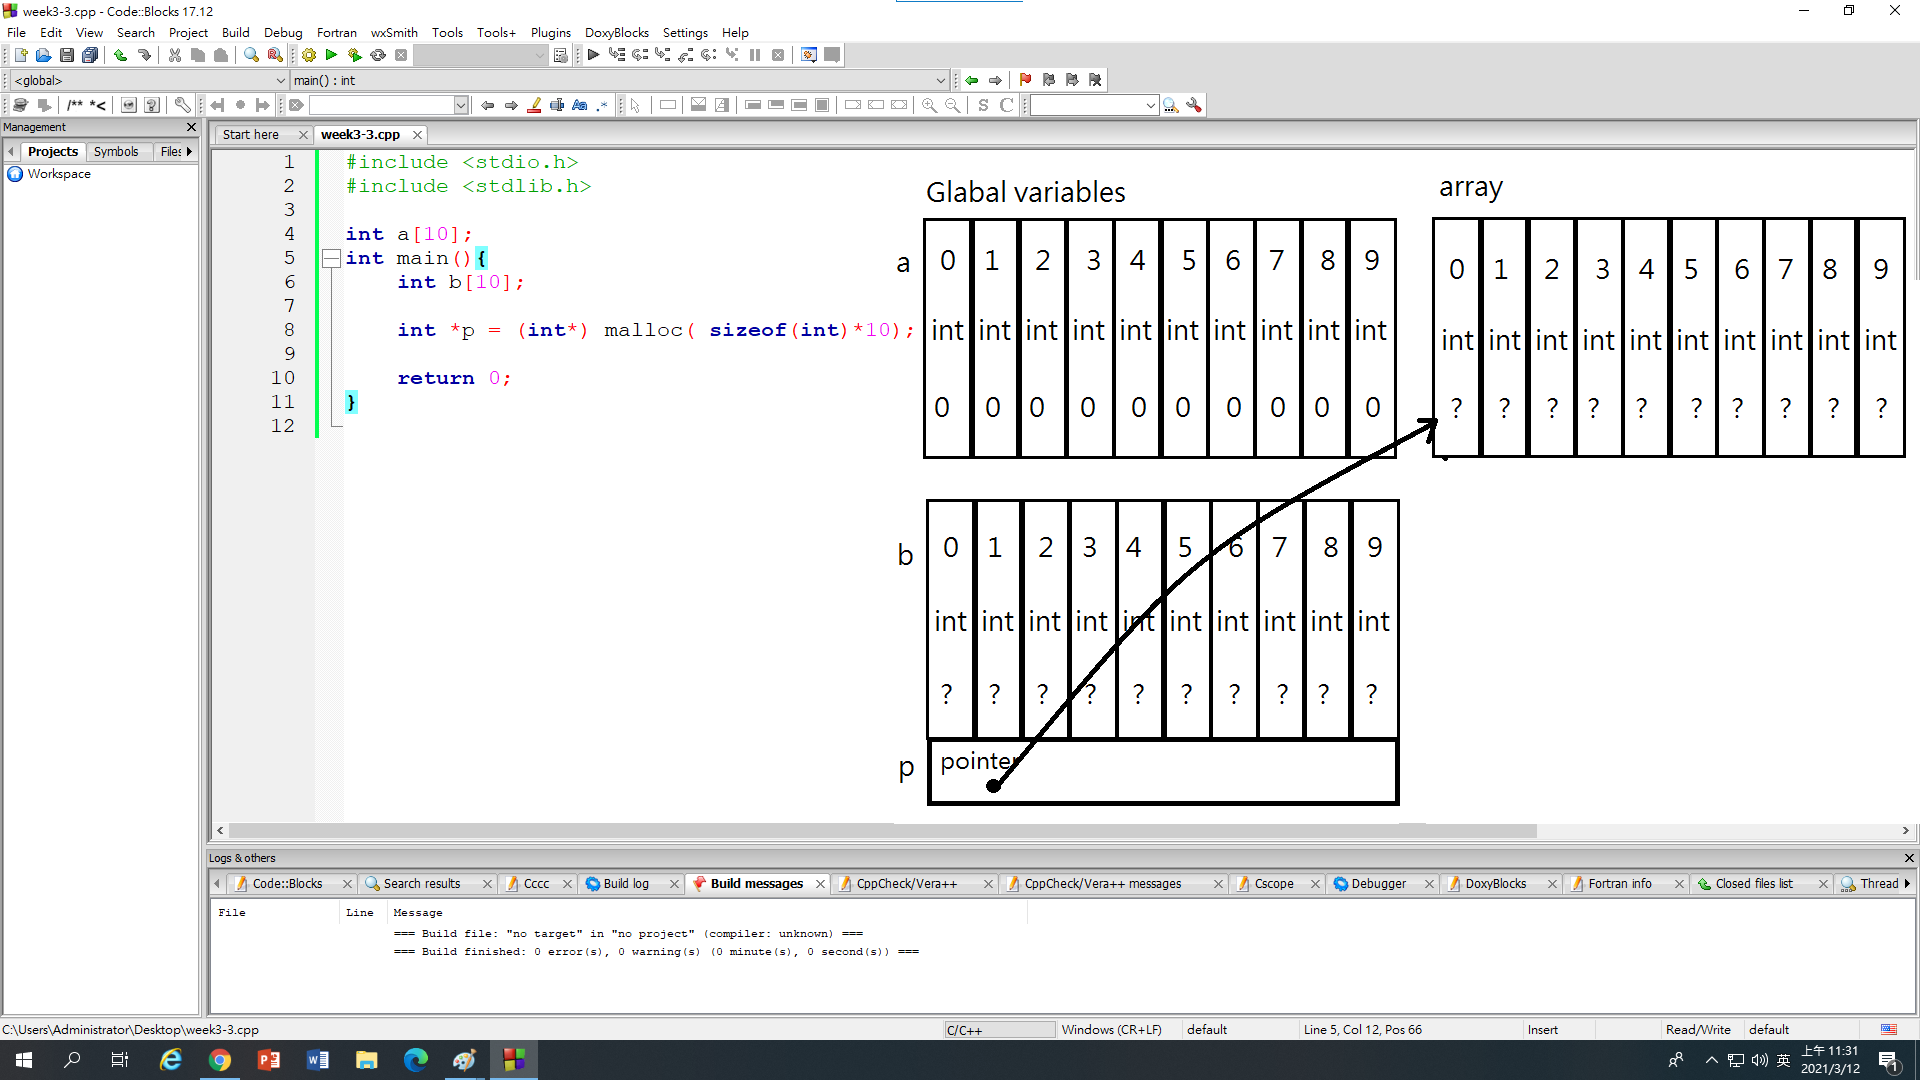 week3-3.cpp - Code::Blocks 17.12
File Edit View Search Project Build Debug Fortran wxSmith Tools Tools+ Plugins DoxyBlocks Settings Help
<global> main() : int
/** *< Aa .* S C
Management
Projects Symbols Files
Workspace
Start here week3-3.cpp
1 #include <stdio.h>
2 #include <stdlib.h>
3
4 int a[10];
5 int main(){
6 int b[10];
7
8 int *p = (int*) malloc( sizeof(int)*10);
9
10 return 0;
11 }
12
Glabal variables
a 0 1 2 3 4 5 6 7 8 9
int int int int int int int int int int
0 0 0 0 0 0 0 0 0 0
array
0 1 2 3 4 5 6 7 8 9
int int int int int int int int int int
? ? ? ? ? ? ? ? ? ?
b 0 1 2 3 4 5 6 7 8 9
int int int int int int int int int int
? ? ? ? ? ? ? ? ? ?
p pointer
Logs & others
Code::Blocks Search results Cccc Build log Build messages CppCheck/Vera++ CppCheck/Vera++ messages Cscope Debugger DoxyBlocks Fortran info Closed files list Thread
File Line Message
=== Build file: "no target" in "no project" (compiler: unknown) ===
=== Build finished: 0 error(s), 0 warning(s) (0 minute(s), 0 second(s)) ===
C:\Users\Administrator\Desktop\week3-3.cpp C/C++ Windows (CR+LF) default Line 5, Col 12, Pos 66 Insert Read/Write default
英 上午 11:31
2021/3/12
1